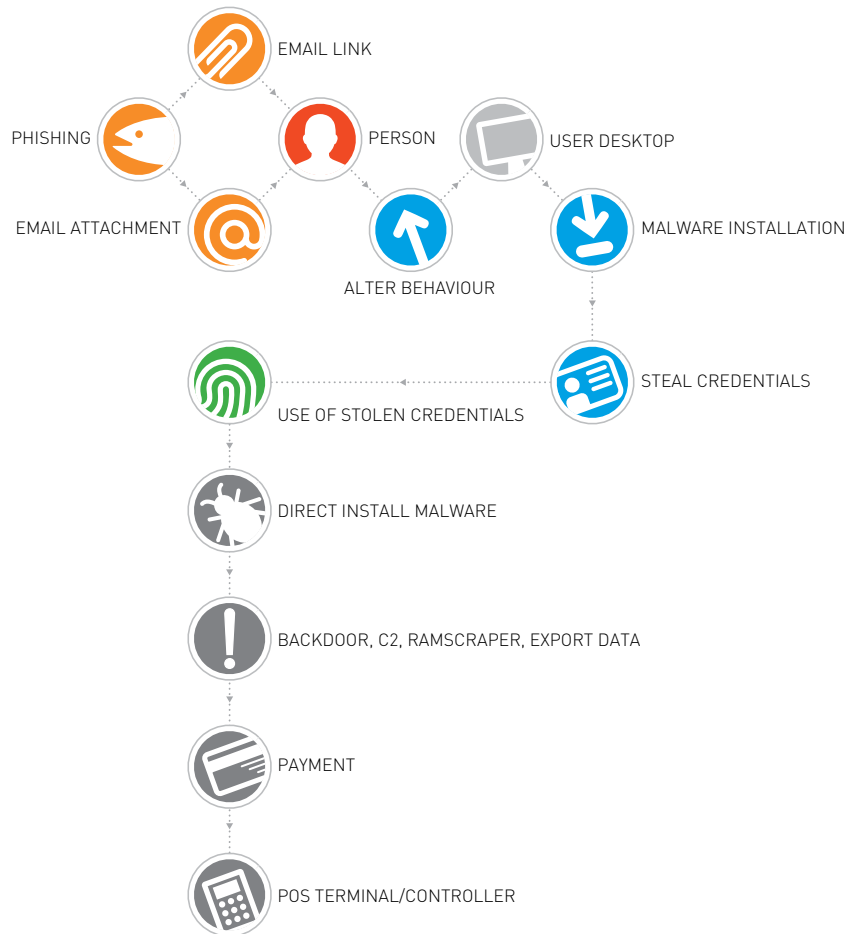 EMAIL LINK
PHISHING
PERSON
USER DESKTOP
EMAIL ATTACHMENT
MALWARE INSTALLATION
ALTER BEHAVIOUR
STEAL CREDENTIALS
USE OF STOLEN CREDENTIALS
DIRECT INSTALL MALWARE
BACKDOOR, C2, RAMSCRAPER, EXPORT DATA
PAYMENT
POS TERMINAL/CONTROLLER